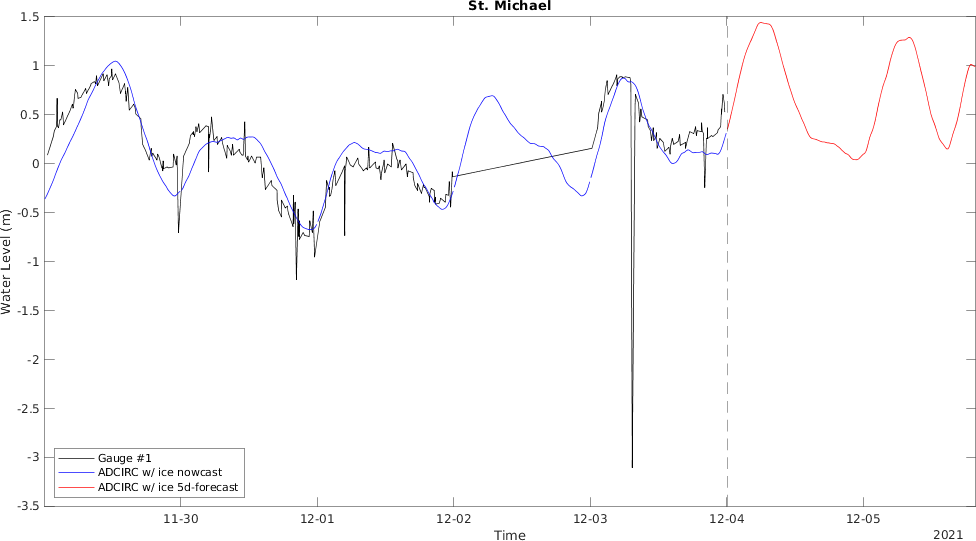 St. Michael
1.5
1
0.5
0
-0.5
-1
-1.5
-2
-2.5
-3
-3.5
Water Level (m)
Gauge #1
ADCIRC w/ ice nowcast
ADCIRC w/ ice 5d-forecast
11-30 12-01 12-02 12-03 12-04 12-05
Time
2021